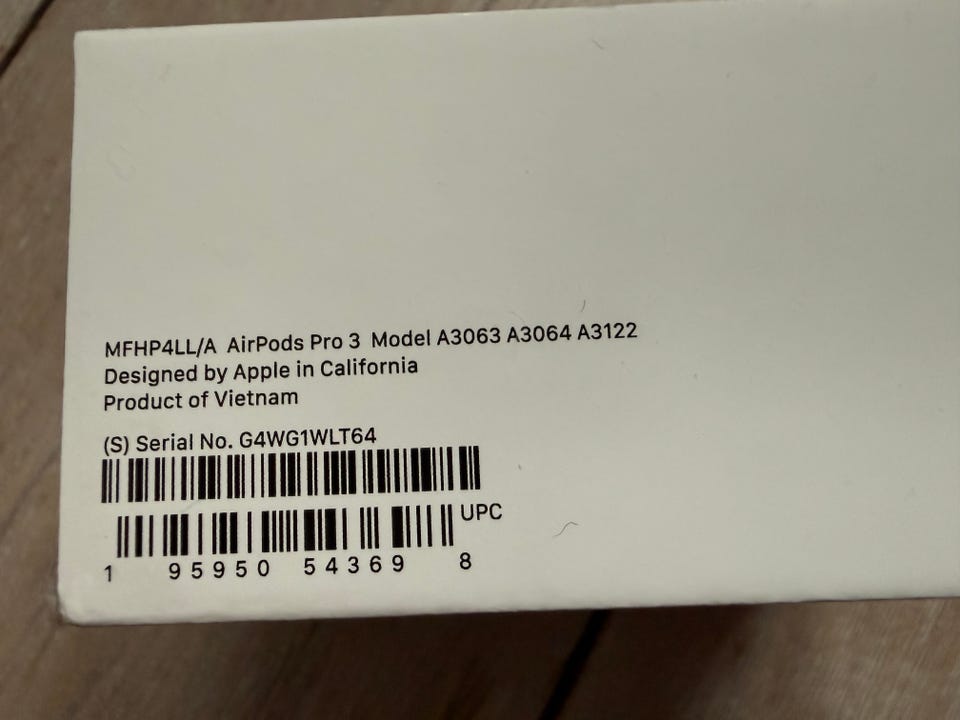 MFHP4LL/A AirPods Pro 3 Model A3063 A3064 A3122
Designed by Apple in California
Product of Vietnam
(S) Serial No. G4WG1WLT64
UPC
1 95950 54369 8